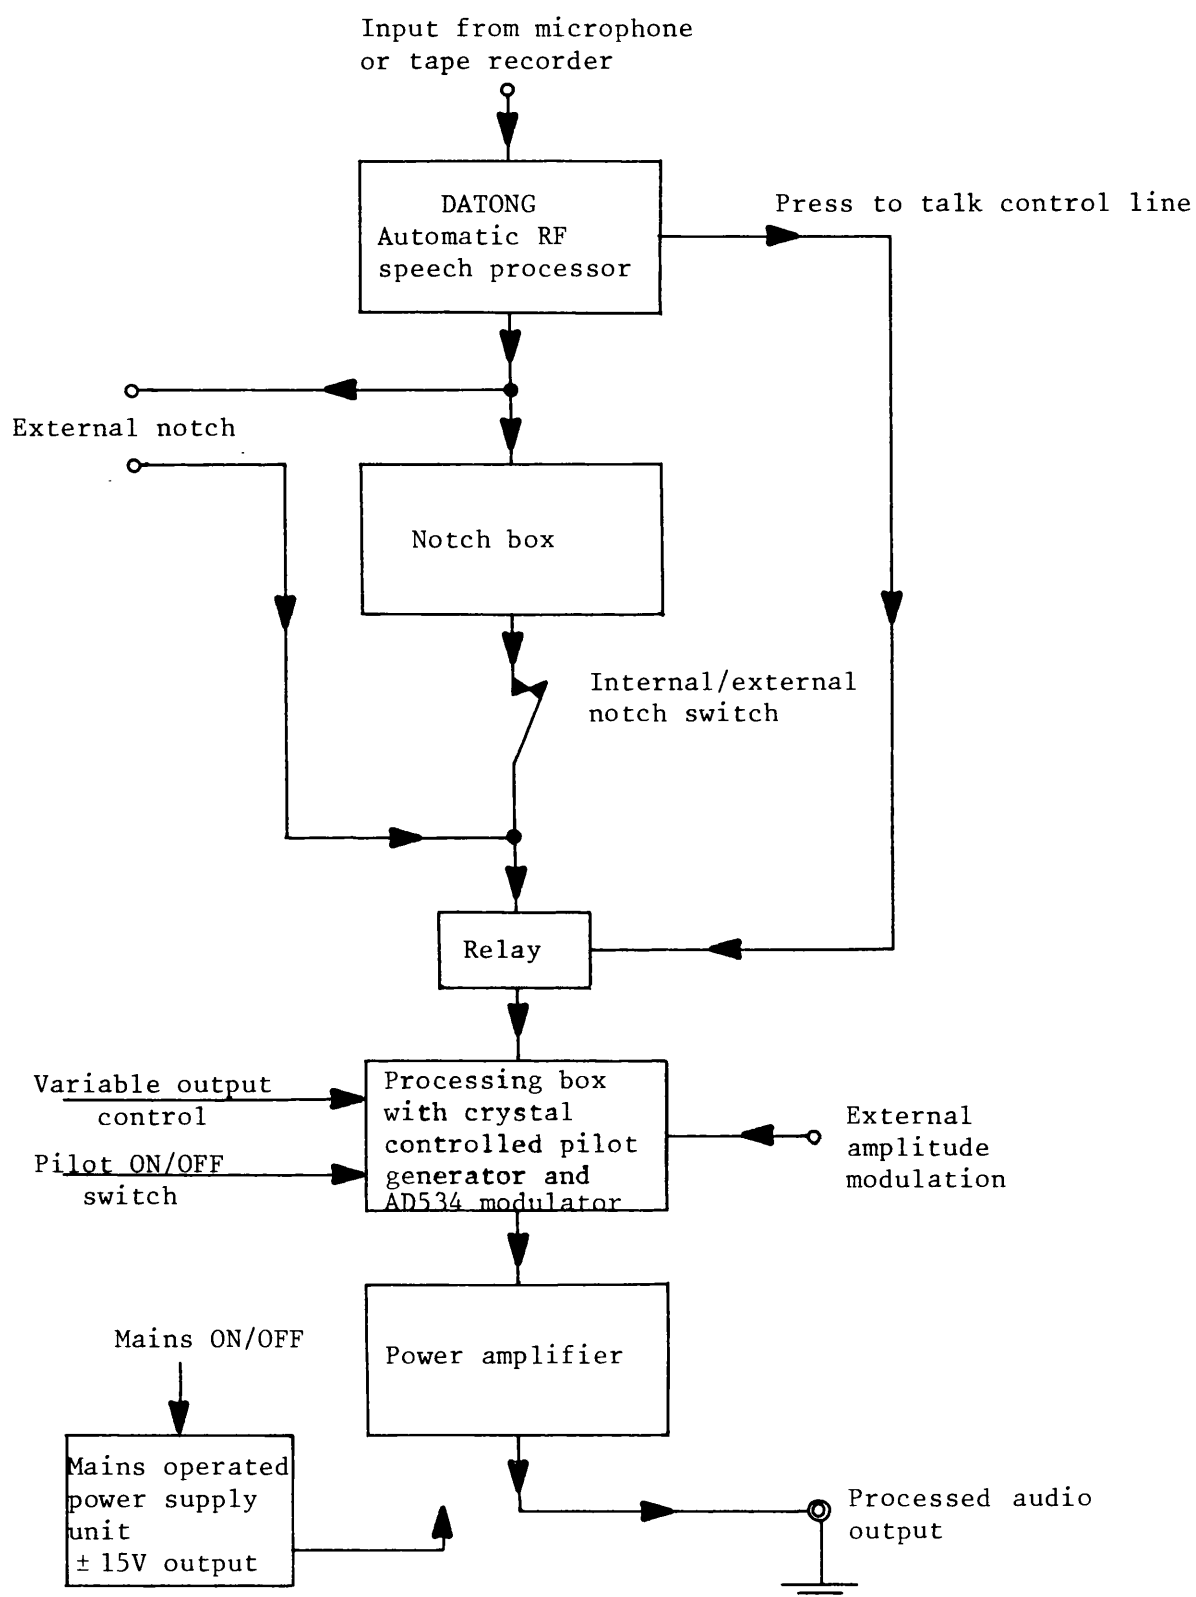 Input from microphone
or tape recorder
DATONG
Automatic RF
speech processor
Press to talk control line
External notch
Notch box
Internal/external
notch switch
Relay
Variable output
control
Pilot ON/OFF
switch
Processing box
with crystal
controlled pilot
generator and
AD534 modulator
External
amplitude
modulation
Mains ON/OFF
Power amplifier
Mains operated
power supply
unit
± 15V output
Processed audio
output